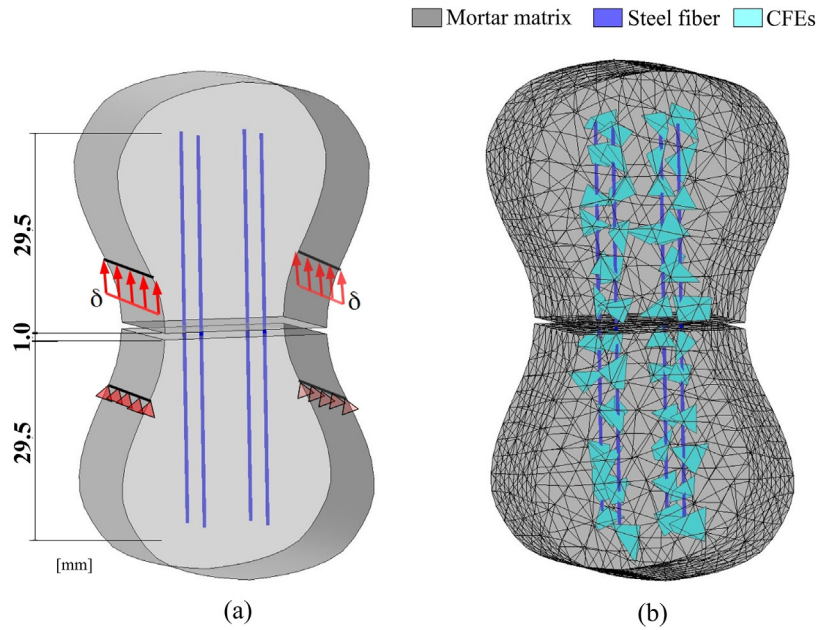 Mortar matrix Steel fiber CFEs
29.5
δ δ
1.0
29.5
[mm]
(a) (b)